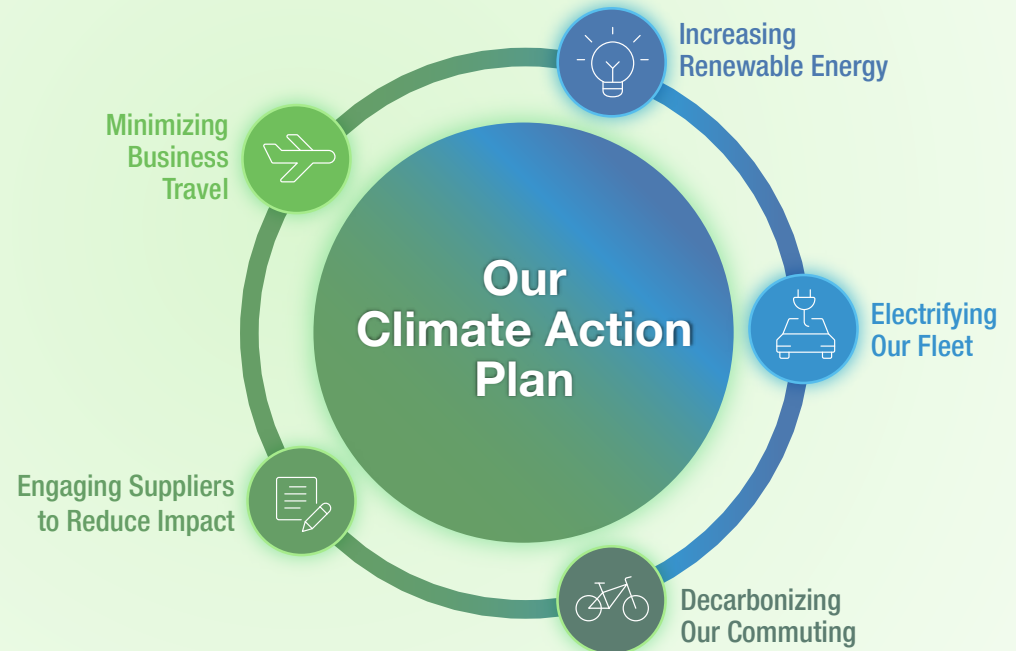 Increasing
Renewable Energy
Minimizing
Business
Travel
Our
Climate Action
Plan
Electrifying
Our Fleet
Engaging Suppliers
to Reduce Impact
Decarbonizing
Our Commuting